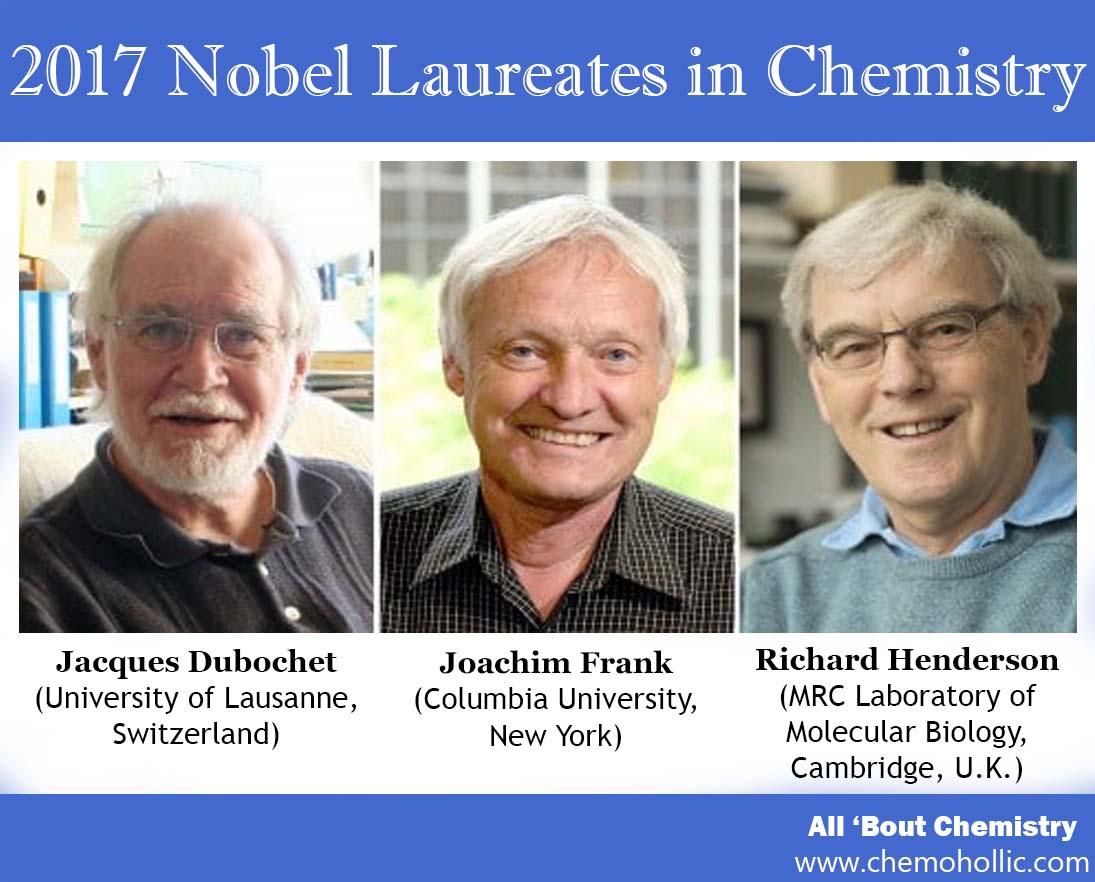 2017 Nobel Laureates in Chemistry
Jacques Dubochet
(University of Lausanne,
Switzerland)
Joachim Frank
(Columbia University,
New York)
Richard Henderson
(MRC Laboratory of
Molecular Biology,
Cambridge, U.K.)
All ‘Bout Chemistry
www.chemohollic.com